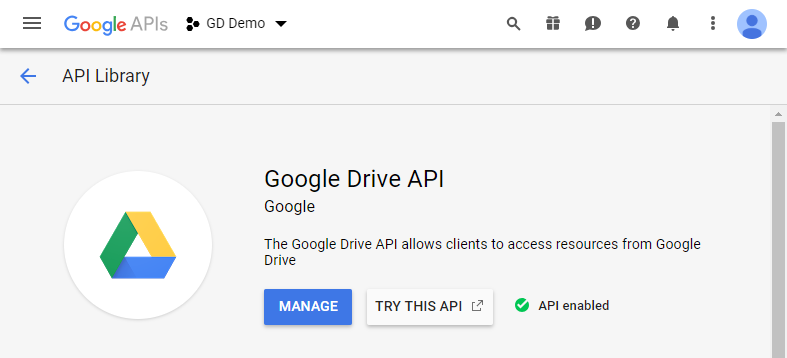 Google APIs GD Demo
API Library
Google Drive API
Google
The Google Drive API allows clients to access resources from Google
Drive
MANAGE TRY THIS API API enabled